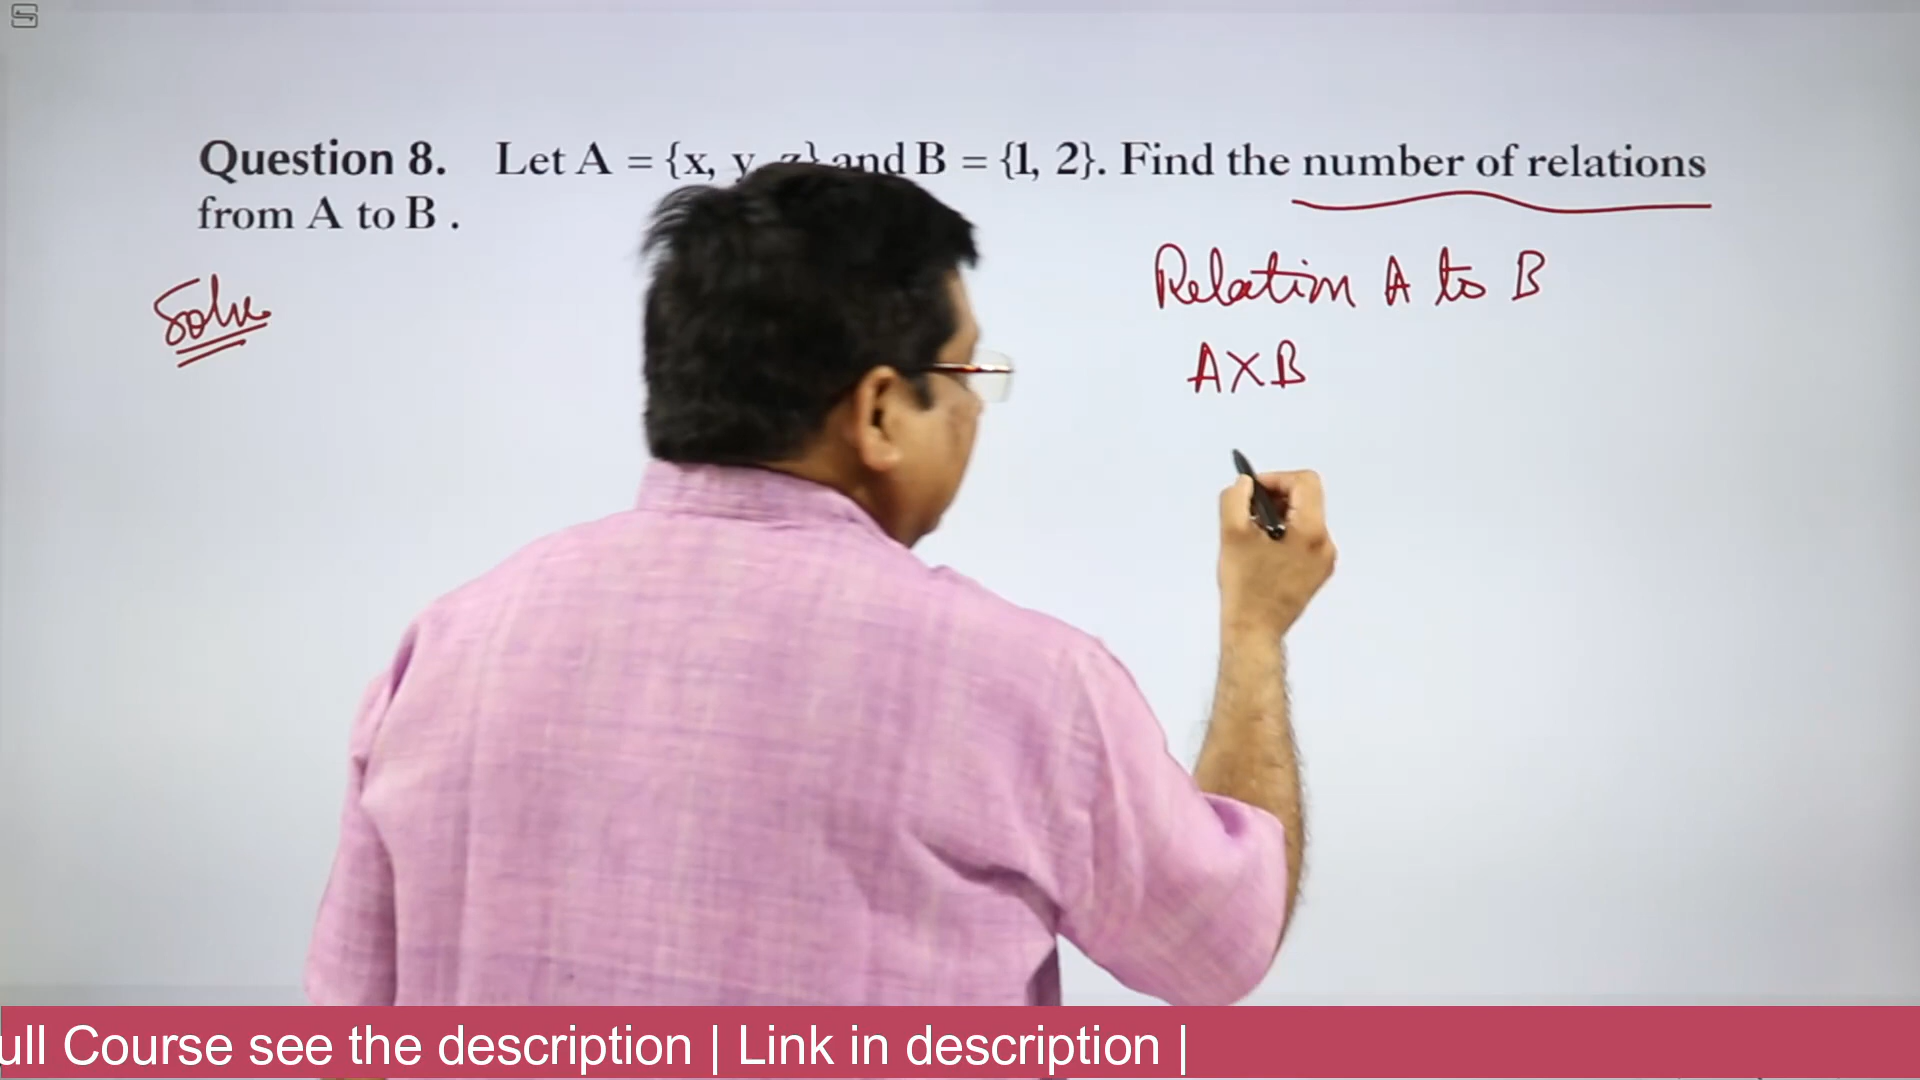 Question 8. Let A = {x, y, z} and B = {1, 2}. Find the number of relations
from A to B .
Solve
Relation A to B
A×B
ull Course see the description | Link in description |